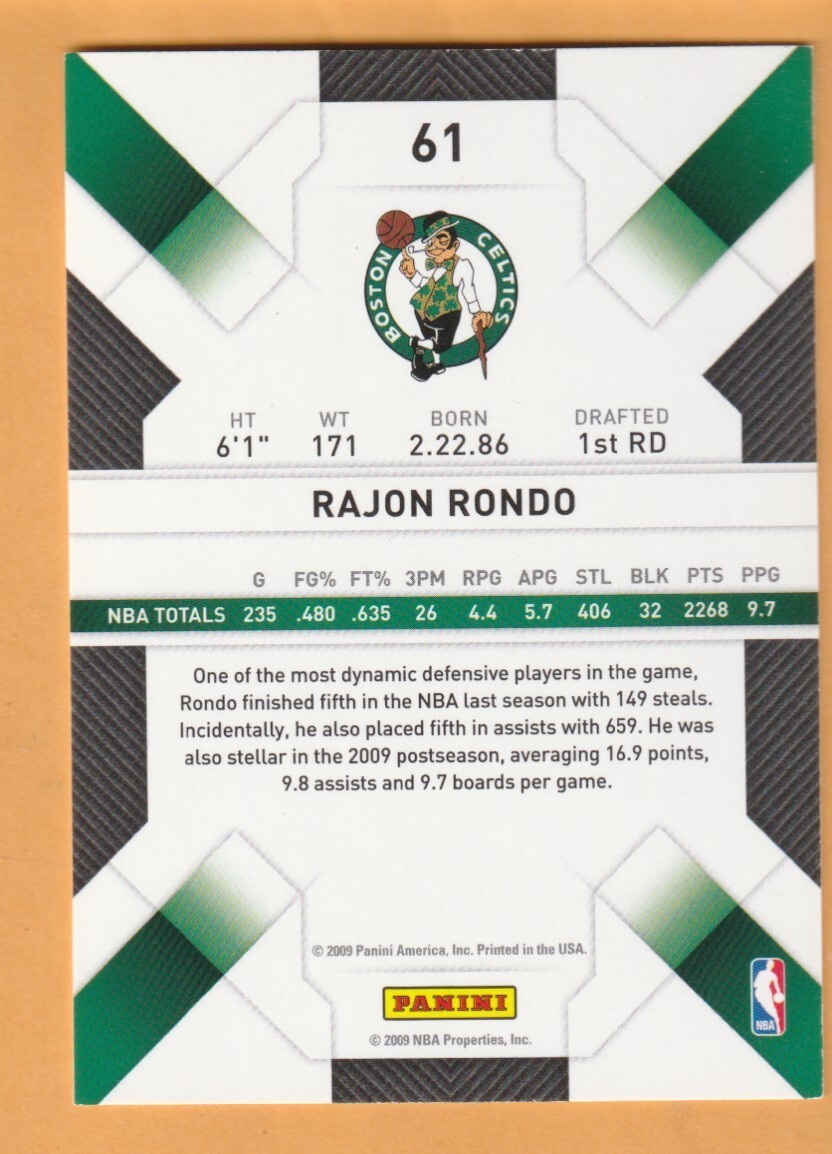 61
BOSTON CELTICS
HT WT BORN DRAFTED
6'1" 171 2.22.86 1st RD
RAJON RONDO
G FG% FT% 3PM RPG APG STL BLK PTS PPG
NBA TOTALS 235 .480 .635 26 4.4 5.7 406 32 2268 9.7
One of the most dynamic defensive players in the game,
Rondo finished fifth in the NBA last season with 149 steals.
Incidentally, he also placed fifth in assists with 659. He was
also stellar in the 2009 postseason, averaging 16.9 points,
9.8 assists and 9.7 boards per game.
© 2009 Panini America, Inc. Printed in the USA.
PANINI
NBA
© 2009 NBA Properties, Inc.